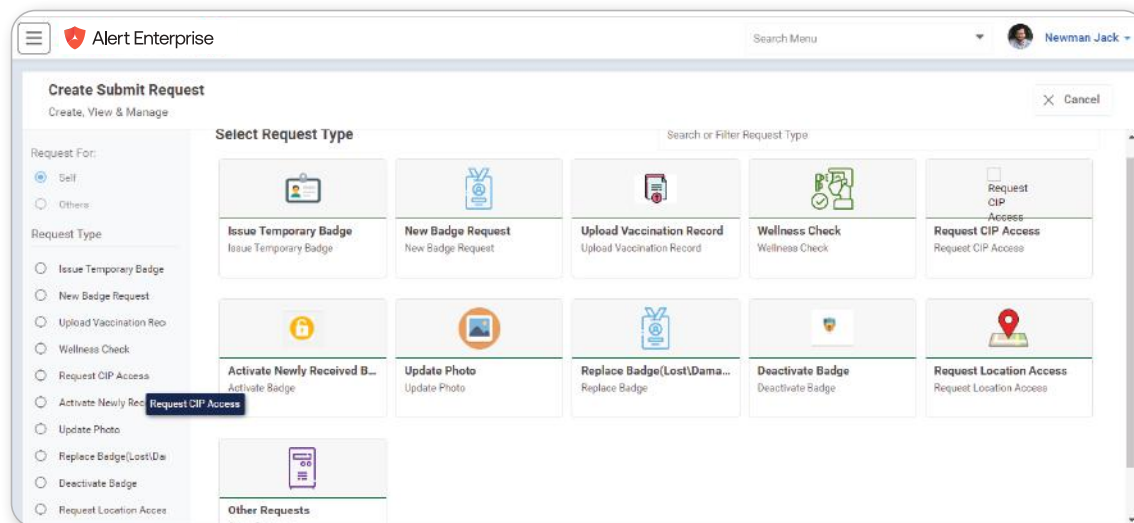 Alert Enterprise
Search Menu
Newman Jack
Create Submit Request
Create, View & Manage
Cancel
Request For:
Self
Others
Request Type
Issue Temporary Badge
New Badge Request
Upload Vaccination Rec
Wellness Check
Request CIP Access
Activate Newly Rec
Request CIP Access
Update Photo
Replace Badge(Lost\Da
Deactivate Badge
Request Location Acces
Select Request Type
Search or Filter Request Type
Issue Temporary Badge
Issue Temporary Badge
New Badge Request
New Badge Request
Upload Vaccination Record
Upload Vaccination Record
Wellness Check
Wellness Check
Request
CIP
Access
Request CIP Access
Request CIP Access
Activate Newly Received B...
Activate Badge
Update Photo
Update Photo
Replace Badge(Lost\Dama...
Replace Badge
Deactivate Badge
Deactivate Badge
Request Location Access
Request Location Access
Other Requests